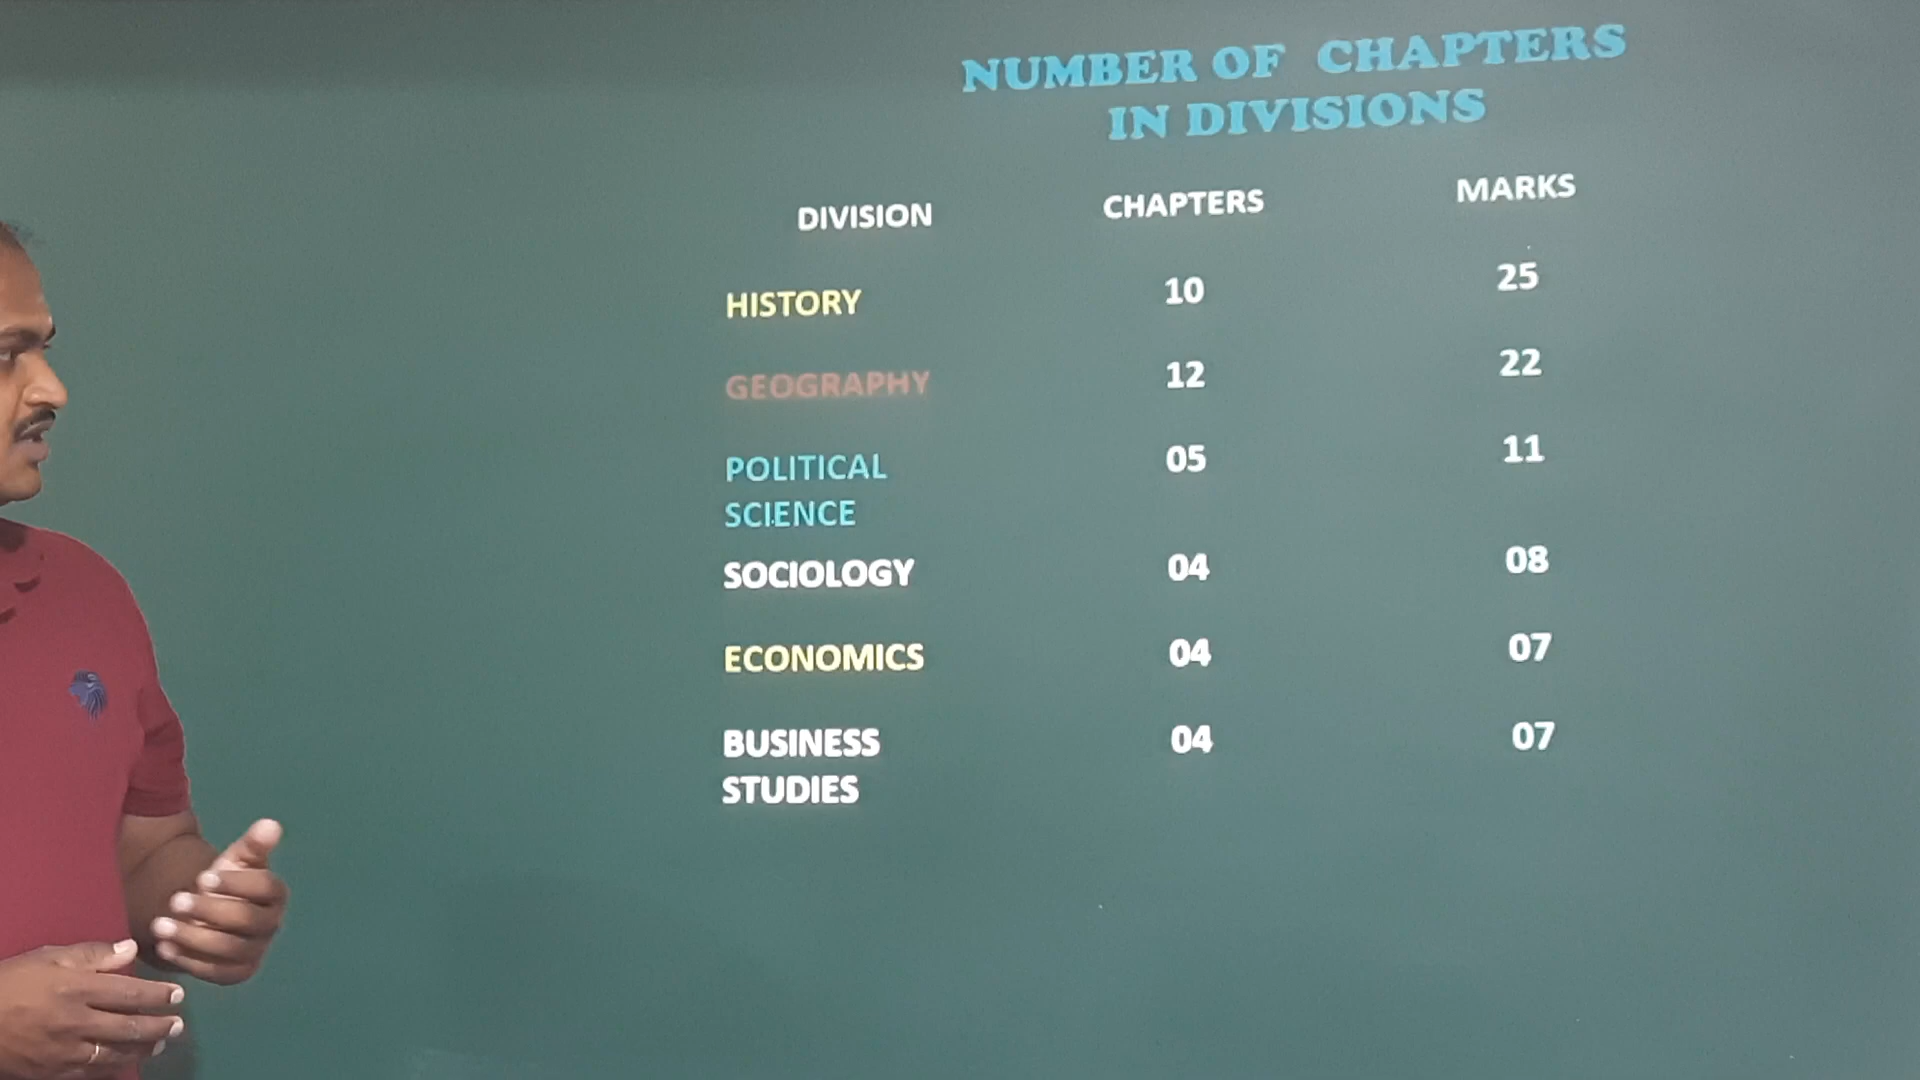 NUMBER OF CHAPTERS
IN DIVISIONS
DIVISION CHAPTERS MARKS
HISTORY 10 25
GEOGRAPHY 12 22
POLITICAL 05 11
SCIENCE
SOCIOLOGY 04 08
ECONOMICS 04 07
BUSINESS 04 07
STUDIES